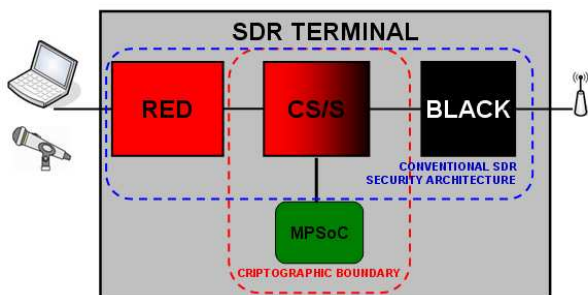 SDR TERMINAL
RED
CS/S
BLACK
CONVENTIONAL SDR
SECURITY ARCHITECTURE
MPSoC
CRIPTOGRAPHIC BOUNDARY